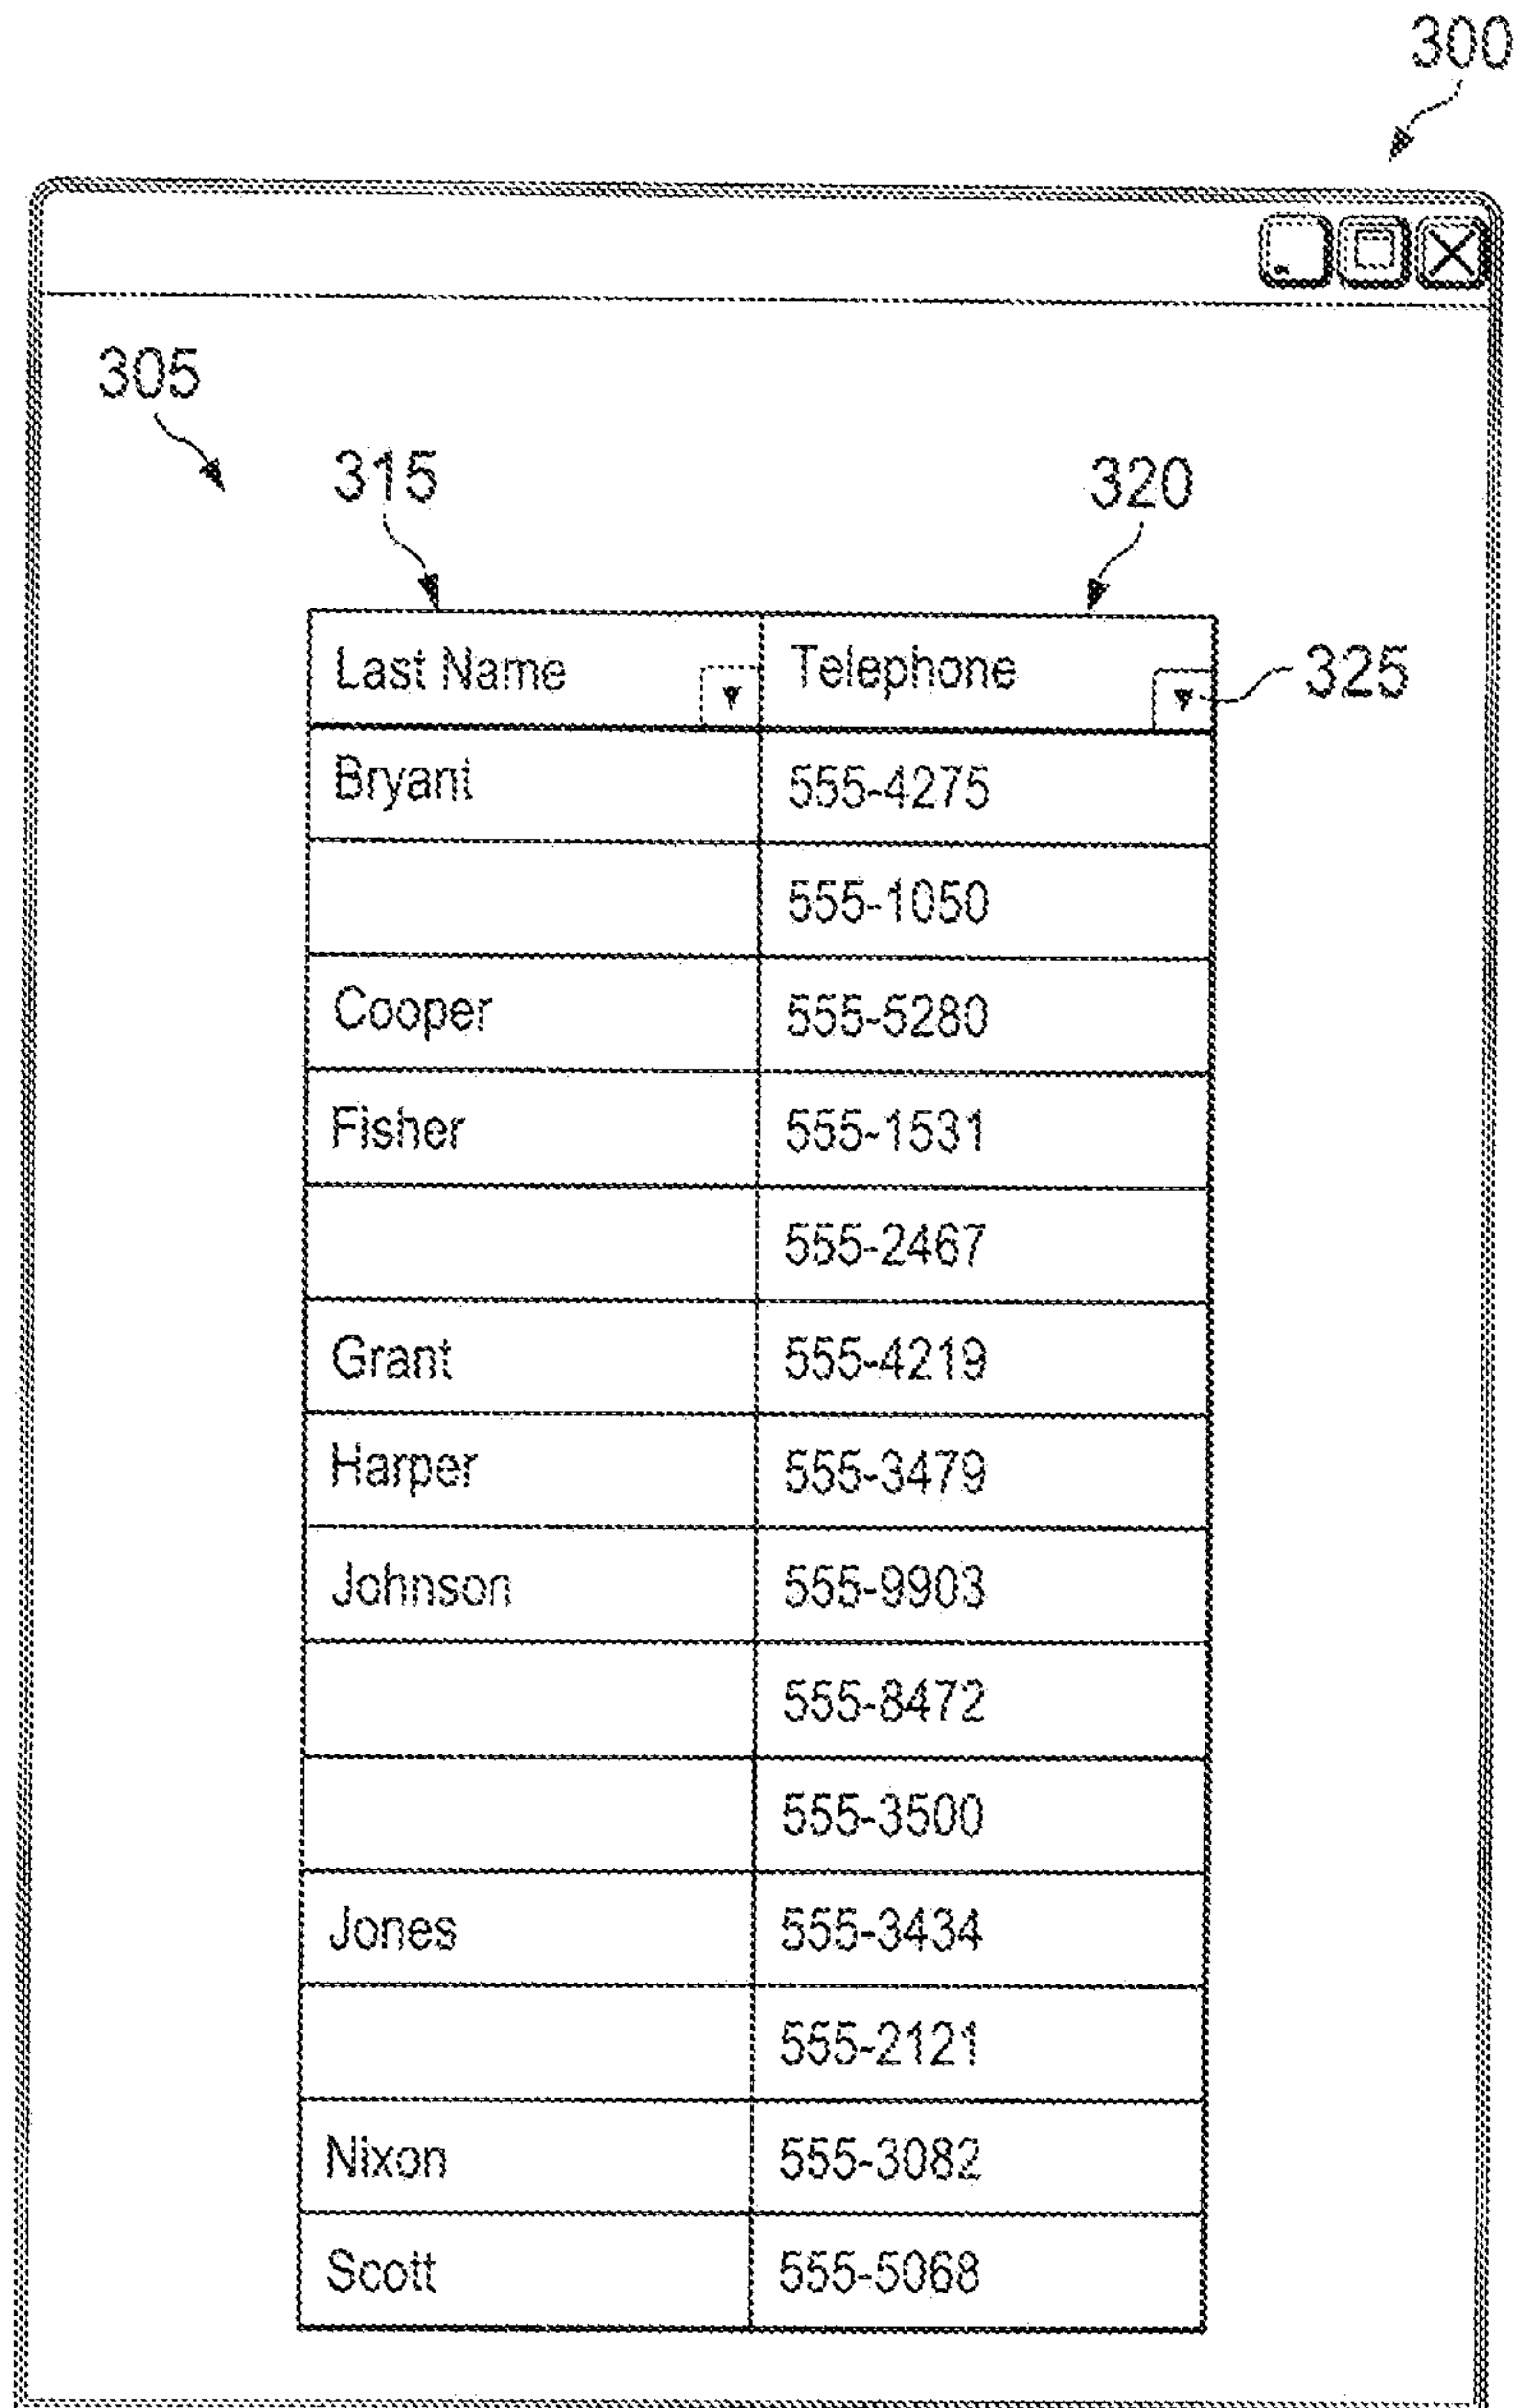 300
305
315
320
Last Name Telephone 325
Bryant 555-4275
555-1050
Cooper 555-5280
Fisher 555-1531
555-2467
Grant 555-4219
Harper 555-3479
Johnson 555-9903
555-8472
555-3500
Jones 555-3434
555-2121
Nixon 555-3082
Scott 555-5068